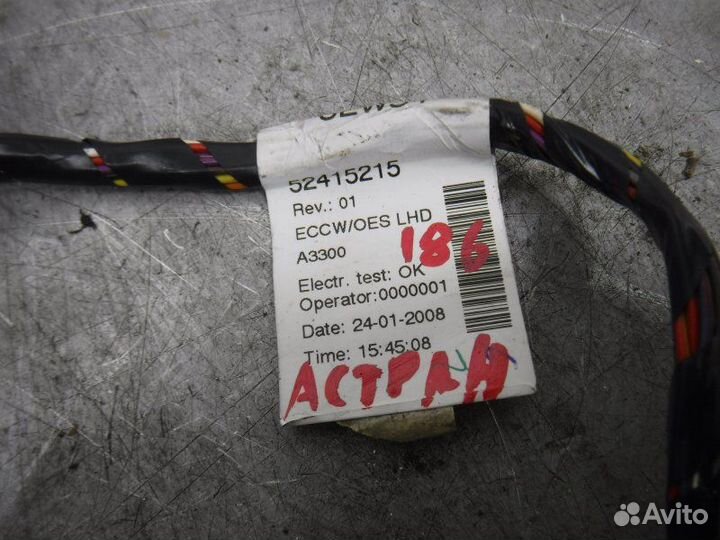 52415215
Rev.: 01
ECCW/OES LHD
A3300
186
Electr. test: OK
Operator:0000001
Date: 24-01-2008
Time: 15:45:08
АСТРА Н
Avito